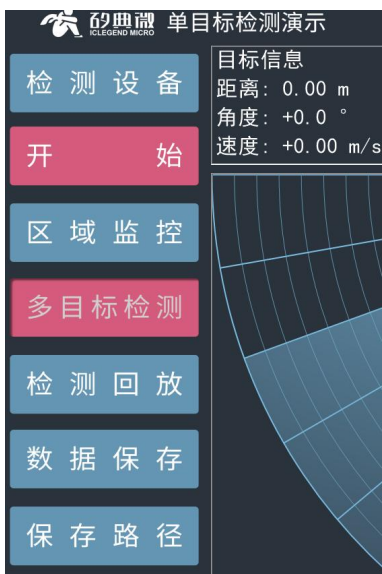 矽典微 单目标检测演示
ICLEGEND MICRO
目标信息
距离: 0.00 m
角度: +0.0 °
速度: +0.00 m/s
检测设备
开始
区域监控
多目标检测
检测回放
数据保存
保存路径